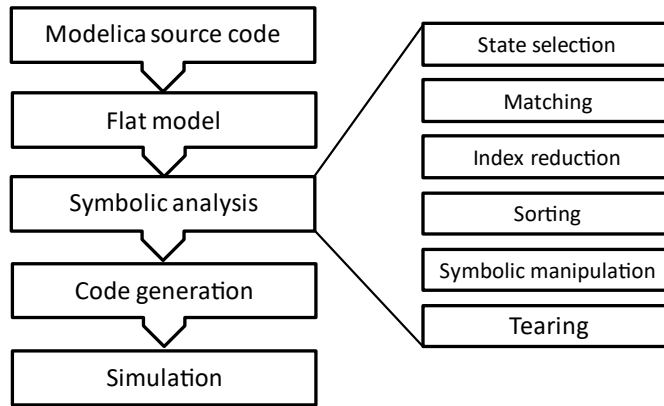 Modelica source code
Flat model
Symbolic analysis
Code generation
Simulation
State selection
Matching
Index reduction
Sorting
Symbolic manipulation
Tearing